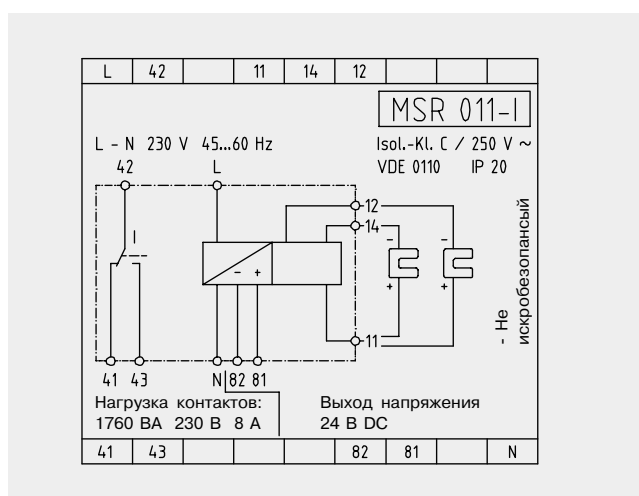 L 42 11 14 12
MSR 011-I
L - N 230 V 45...60 Hz Isol.-Kl. C / 250 V ~
VDE 0110 IP 20
42 L
12
14
I
- +
- -
+ +
11
- Не
искробезопансый
41 43 N 82 81
Нагрузка контактов: Выход напряжения
1760 ВА 230 В 8 А 24 В DC
41 43 82 81 N